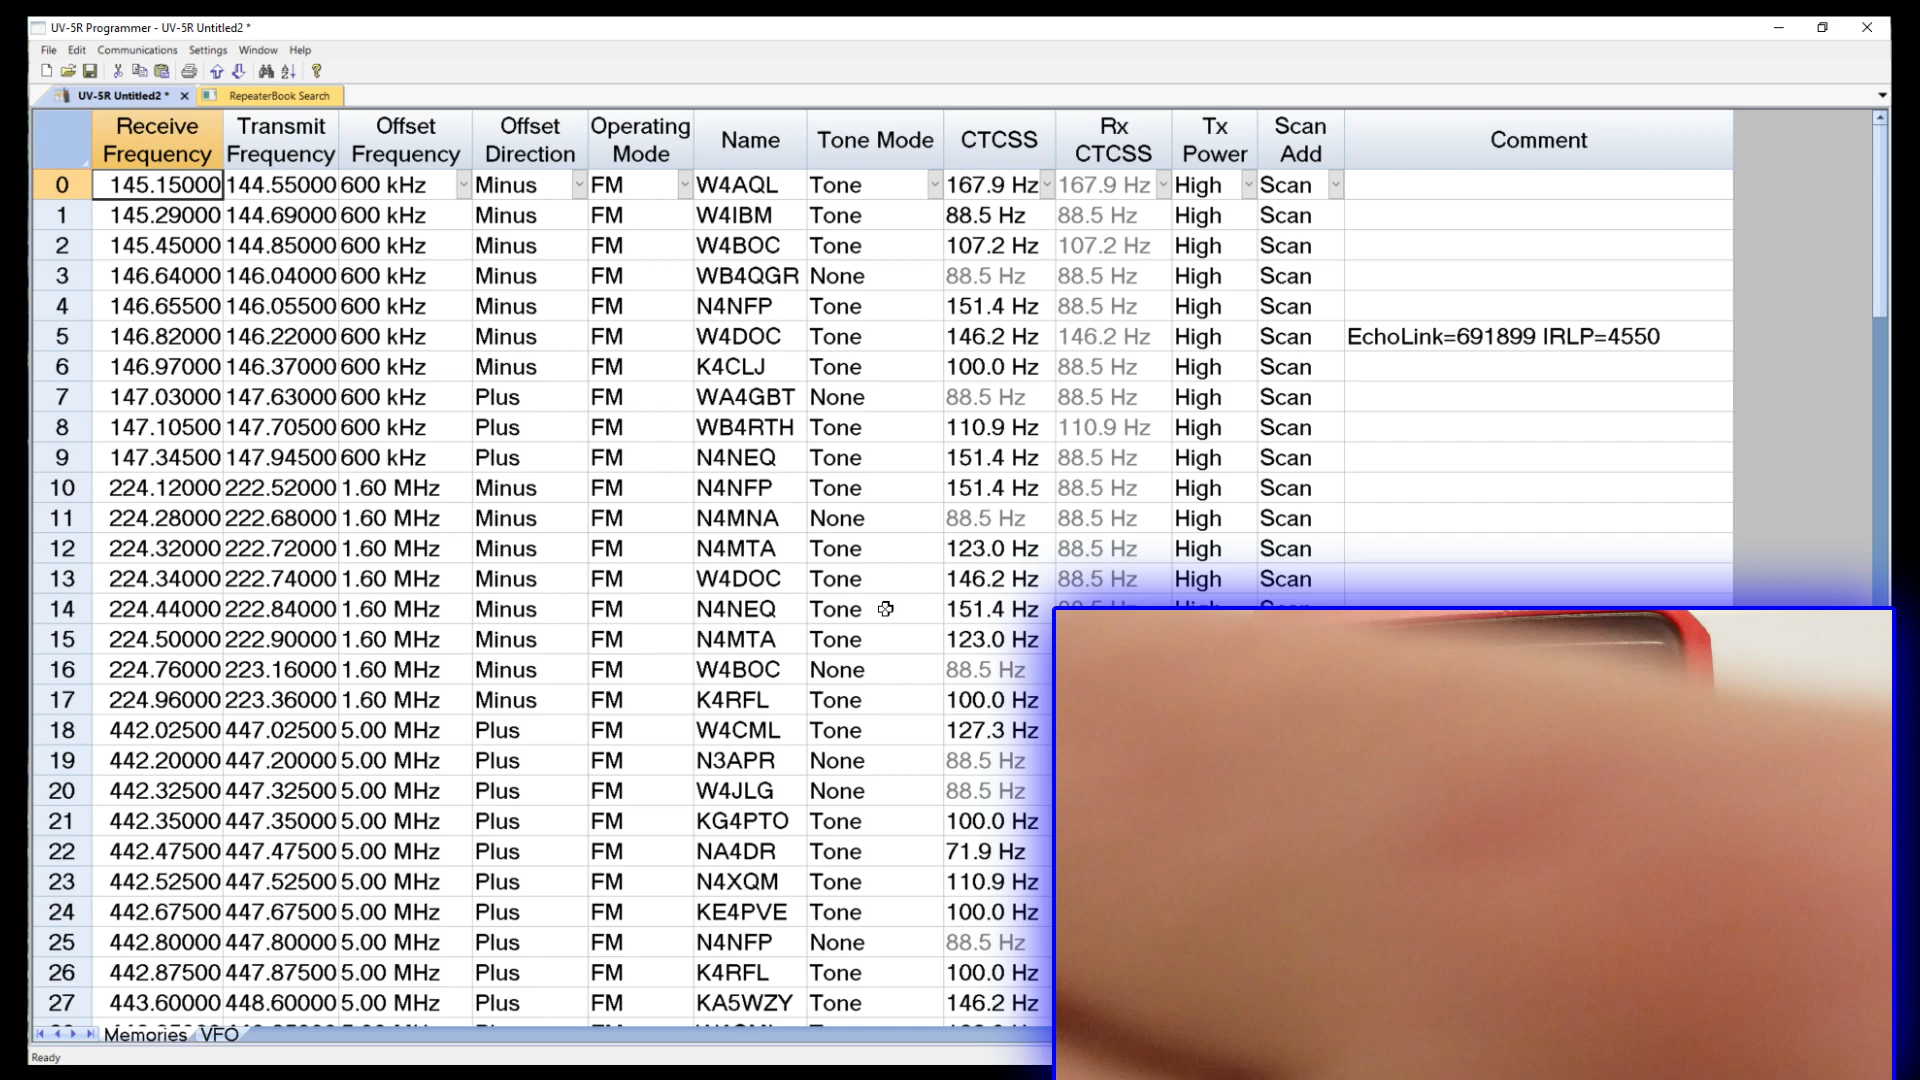 UV-5R Programmer - UV-5R Untitled2 *
File Edit Communications Settings Window Help
UV-5R Untitled2 * RepeaterBook Search
Receive Frequency Transmit Frequency Offset Frequency Offset Direction Operating Mode Name Tone Mode CTCSS Rx CTCSS Tx Power Scan Add Comment
0 145.15000 144.55000 600 kHz Minus FM W4AQL Tone 167.9 Hz 167.9 Hz High Scan
1 145.29000 144.69000 600 kHz Minus FM W4IBM Tone 88.5 Hz 88.5 Hz High Scan
2 145.45000 144.85000 600 kHz Minus FM W4BOC Tone 107.2 Hz 107.2 Hz High Scan
3 146.64000 146.04000 600 kHz Minus FM WB4QGR None 88.5 Hz 88.5 Hz High Scan
4 146.65500 146.05500 600 kHz Minus FM N4NFP Tone 151.4 Hz 88.5 Hz High Scan
5 146.82000 146.22000 600 kHz Minus FM W4DOC Tone 146.2 Hz 146.2 Hz High Scan EchoLink=691899 IRLP=4550
6 146.97000 146.37000 600 kHz Minus FM K4CLJ Tone 100.0 Hz 88.5 Hz High Scan
7 147.03000 147.63000 600 kHz Plus FM WA4GBT None 88.5 Hz 88.5 Hz High Scan
8 147.10500 147.70500 600 kHz Plus FM WB4RTH Tone 110.9 Hz 110.9 Hz High Scan
9 147.34500 147.94500 600 kHz Plus FM N4NEQ Tone 151.4 Hz 88.5 Hz High Scan
10 224.12000 222.52000 1.60 MHz Minus FM N4NFP Tone 151.4 Hz 88.5 Hz High Scan
11 224.28000 222.68000 1.60 MHz Minus FM N4MNA None 88.5 Hz 88.5 Hz High Scan
12 224.32000 222.72000 1.60 MHz Minus FM N4MTA Tone 123.0 Hz 88.5 Hz High Scan
13 224.34000 222.74000 1.60 MHz Minus FM W4DOC Tone 146.2 Hz 88.5 Hz High Scan
14 224.44000 222.84000 1.60 MHz Minus FM N4NEQ Tone 151.4 Hz
15 224.50000 222.90000 1.60 MHz Minus FM N4MTA Tone 123.0 Hz
16 224.76000 223.16000 1.60 MHz Minus FM W4BOC None 88.5 Hz
17 224.96000 223.36000 1.60 MHz Minus FM K4RFL Tone 100.0 Hz
18 442.02500 447.02500 5.00 MHz Plus FM W4CML Tone 127.3 Hz
19 442.20000 447.20000 5.00 MHz Plus FM N3APR None 88.5 Hz
20 442.32500 447.32500 5.00 MHz Plus FM W4JLG None 88.5 Hz
21 442.35000 447.35000 5.00 MHz Plus FM KG4PTO Tone 100.0 Hz
22 442.47500 447.47500 5.00 MHz Plus FM NA4DR Tone 71.9 Hz
23 442.52500 447.52500 5.00 MHz Plus FM N4XQM Tone 110.9 Hz
24 442.67500 447.67500 5.00 MHz Plus FM KE4PVE Tone 100.0 Hz
25 442.80000 447.80000 5.00 MHz Plus FM N4NFP None 88.5 Hz
26 442.87500 447.87500 5.00 MHz Plus FM K4RFL Tone 100.0 Hz
27 443.60000 448.60000 5.00 MHz Plus FM KA5WZY Tone 146.2 Hz
Memories VFO
Ready